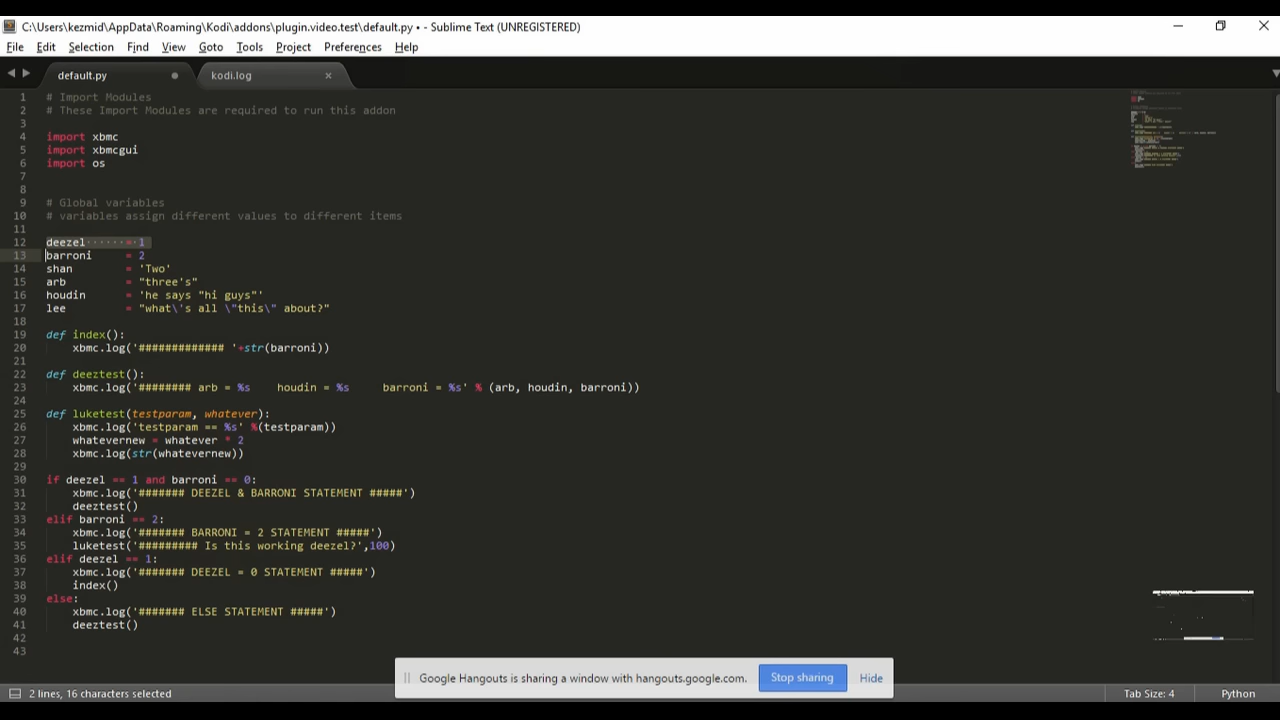 C:\Users\kezmid\AppData\Roaming\Kodi\addons\plugin.video.test\default.py • - Sublime Text (UNREGISTERED)
File Edit Selection Find View Goto Tools Project Preferences Help
default.py kodi.log
1 # Import Modules
2 # These Import Modules are required to run this addon
3
4 import xbmc
5 import xbmcgui
6 import os
7
8
9 # Global variables
10 # variables assign different values to different items
11
12 deezel = 1
13 barroni = 2
14 shan = 'Two'
15 arb = "three's"
16 houdin = 'he says "hi guys"'
17 lee = "what\'s all \"this\" about?"
18
19 def index():
20 xbmc.log('############# '+str(barroni))
21
22 def deeztest():
23 xbmc.log('######## arb = %s houdin = %s barroni = %s' % (arb, houdin, barroni))
24
25 def luketest(testparam, whatever):
26 xbmc.log('testparam == %s' %(testparam))
27 whatevernew = whatever * 2
28 xbmc.log(str(whatevernew))
29
30 if deezel == 1 and barroni == 0:
31 xbmc.log('####### DEEZEL & BARRONI STATEMENT #####')
32 deeztest()
33 elif barroni == 2:
34 xbmc.log('####### BARRONI = 2 STATEMENT #####')
35 luketest('######### Is this working deezel?',100)
36 elif deezel == 1:
37 xbmc.log('####### DEEZEL = 0 STATEMENT #####')
38 index()
39 else:
40 xbmc.log('####### ELSE STATEMENT #####')
41 deeztest()
42
43
Google Hangouts is sharing a window with hangouts.google.com. Stop sharing Hide
2 lines, 16 characters selected Tab Size: 4 Python